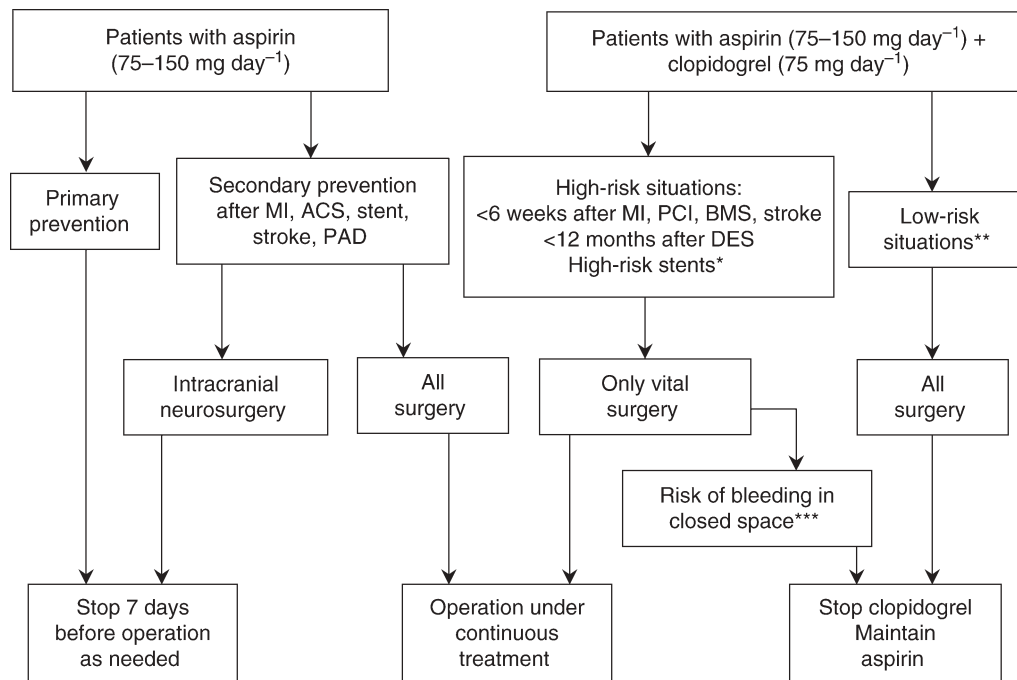 Patients with aspirin
(75–150 mg day⁻¹)
Patients with aspirin (75–150 mg day⁻¹) +
clopidogrel (75 mg day⁻¹)
Primary
prevention
Secondary prevention
after MI, ACS, stent,
stroke, PAD
High-risk situations:
<6 weeks after MI, PCI, BMS, stroke
<12 months after DES
High-risk stents*
Low-risk
situations**
Intracranial
neurosurgery
All
surgery
Only vital
surgery
All
surgery
Risk of bleeding in
closed space***
Stop 7 days
before operation
as needed
Operation under
continuous
treatment
Stop clopidogrel
Maintain
aspirin